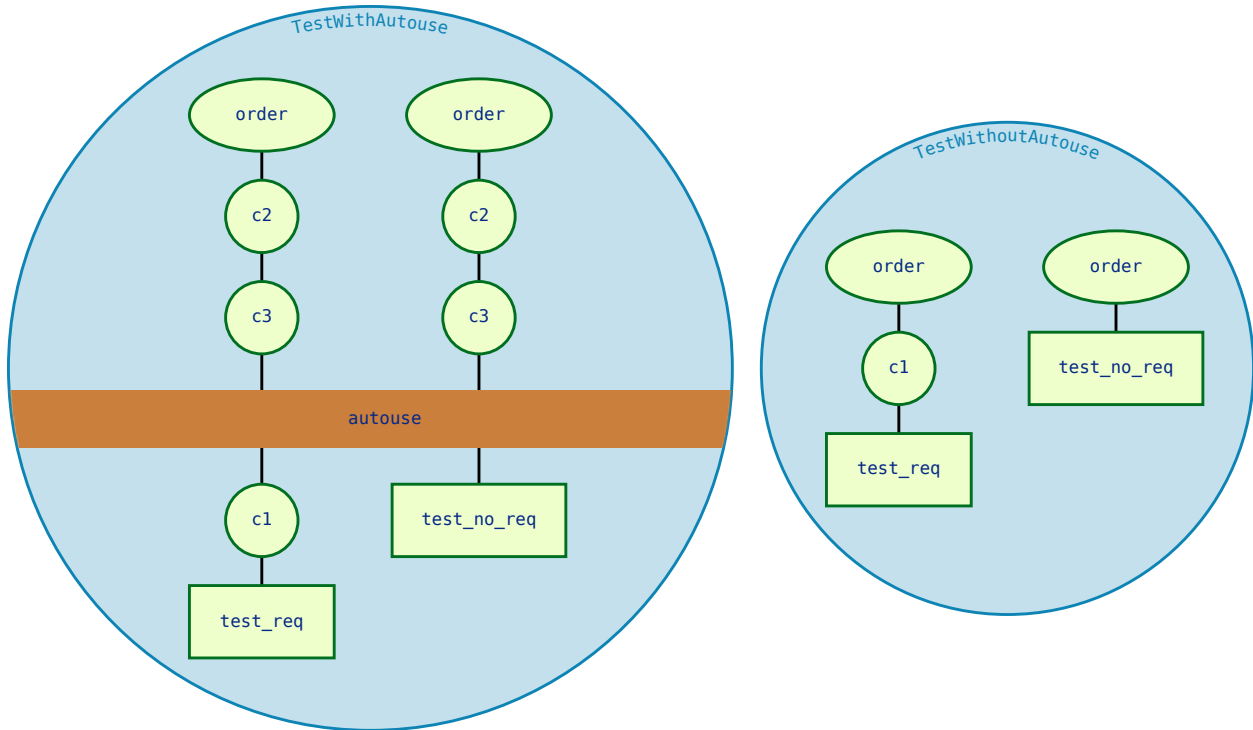 TestWithAutouse
order
order
c2
c2
c3
c3
autouse
c1
test_no_req
test_req
TestWithoutAutouse
order
order
c1
test_no_req
test_req